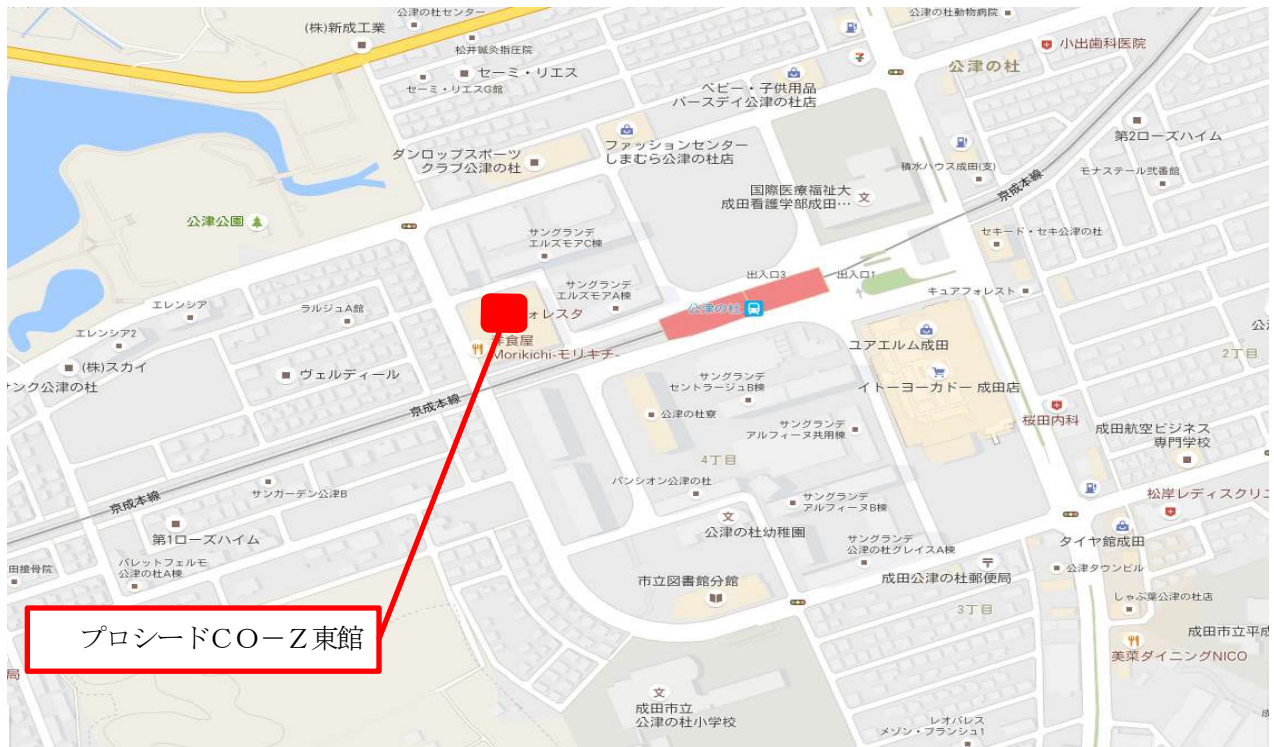 公津の杜センター
(株)新成工業
松井鍼灸指圧院
セーミ・リエス
セーミ・リエスG館
公津の杜動物病院
小出歯科医院
公津の杜
ベビー・子供用品
バースデイ公津の杜店
ファッションセンター
しまむら公津の杜店
ダンロップスポーツ
クラブ公津の杜
第2ローズハイム
積水ハウス成田(支)
モナステール弐番館
京成本線
国際医療福祉大
成田看護学部成田…
公津公園
サングランデ
エルズモアC棟
セキード・セキ公津の杜
出入口3
出入口1
サングランデ
エルズモアA棟
キュアフォレスト
公津の杜
エレンシア
ラルジュA館
ォレスタ
エレンシア2
洋食屋
Morikichi-モリキチ-
ユアエルム成田
イトーヨーカドー 成田店
2丁目
(株)スカイ
ンク公津の杜
ヴェルディール
サングランデ
セントラージュB棟
京成本線
公津の杜寮
サングランデ
アルフィーヌ共用棟
桜田内科
成田航空ビジネス
専門学校
4丁目
パンシオン公津の杜
サンガーデン公津B
京成本線
サングランデ
アルフィーヌB棟
松岸レディスクリニ
第1ローズハイム
公津の杜幼稚園
サングランデ
公津の杜グレイスA棟
タイヤ館成田
田接骨院
パレットフェルモ
公津の杜A棟
市立図書館分館
成田公津の杜郵便局
公津タウンビル
しゃぶ葉公津の杜店
3丁目
プロシードCO−Z東館
成田市立平成
美菜ダイニングNICO
局
成田市立
公津の杜小学校
レオパレス
メゾン・フランシュ1